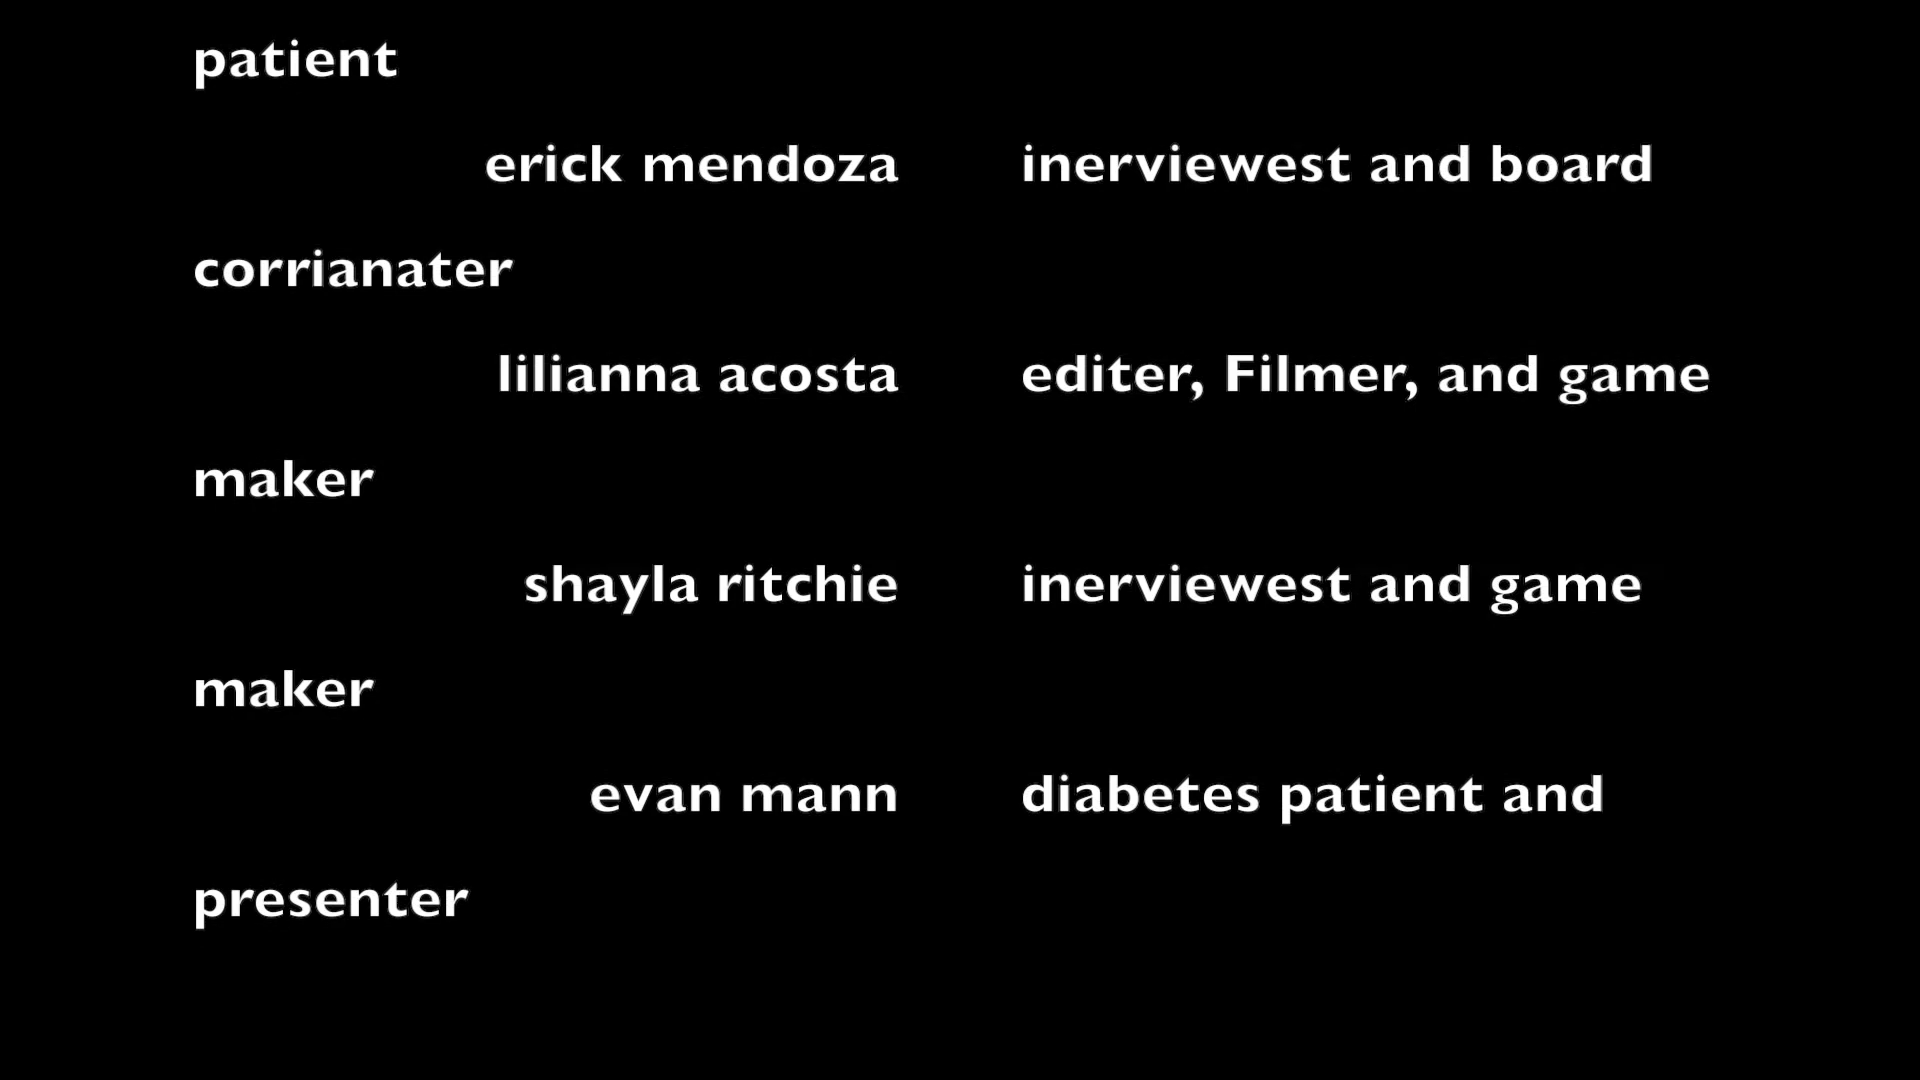 patient
erick mendoza inerviewest and board
corrianater
lilianna acosta editer, Filmer, and game
maker
shayla ritchie inerviewest and game
maker
evan mann diabetes patient and
presenter